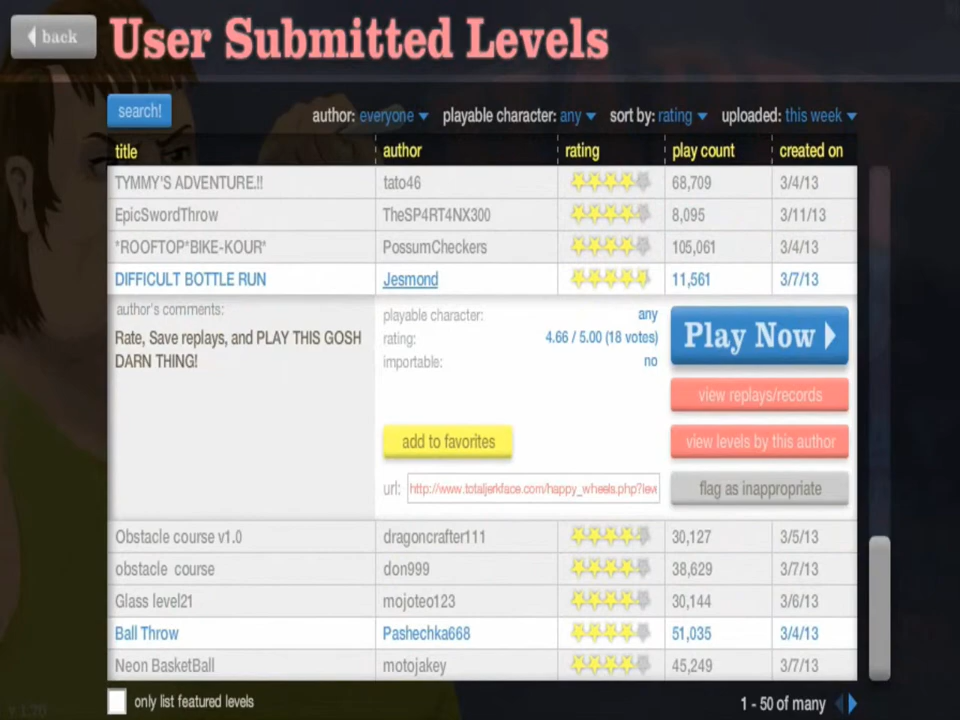 back
User Submitted Levels
search!
author: everyone playable character: any sort by: rating uploaded: this week
title author rating play count created on
TYMMY'S ADVENTURE.!! tato46 68,709 3/4/13
EpicSwordThrow TheSP4RT4NX300 8,095 3/11/13
*ROOFTOP*BIKE-KOUR* PossumCheckers 105,061 3/4/13
DIFFICULT BOTTLE RUN Jesmond 11,561 3/7/13
author's comments:
Rate, Save replays, and PLAY THIS GOSH
DARN THING!
playable character: any
rating: 4.66 / 5.00 (18 votes)
importable: no
add to favorites
url: http://www.totaljerkface.com/happy_wheels.php?leve
Play Now
view replays/records
view levels by this author
flag as inappropriate
Obstacle course v1.0 dragoncrafter111 30,127 3/5/13
obstacle course don999 38,629 3/7/13
Glass level21 mojoteo123 30,144 3/6/13
Ball Throw Pashechka668 51,035 3/4/13
Neon BasketBall motojakey 45,249 3/7/13
only list featured levels
1 - 50 of many